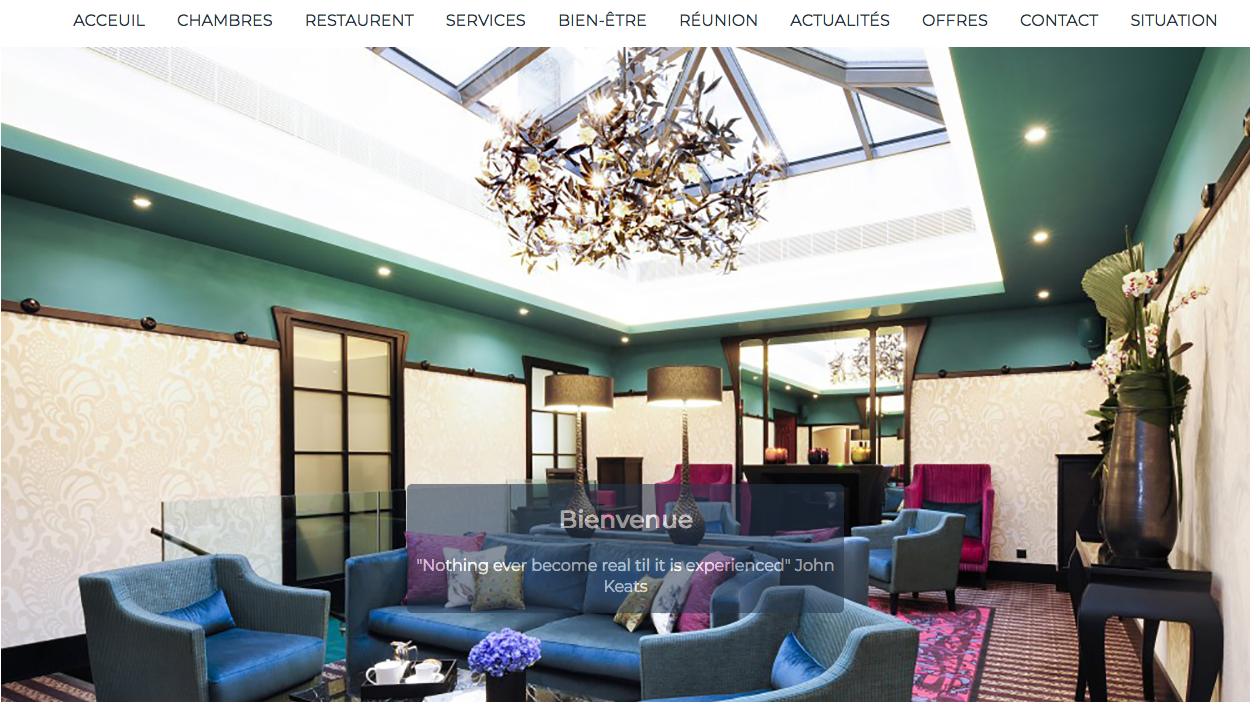 ACCEUIL CHAMBRES RESTAURENT SERVICES BIEN-ÊTRE RÉUNION ACTUALITÉS OFFRES CONTACT SITUATION
Bienvenue
"Nothing ever become real til it is experienced" John
Keats